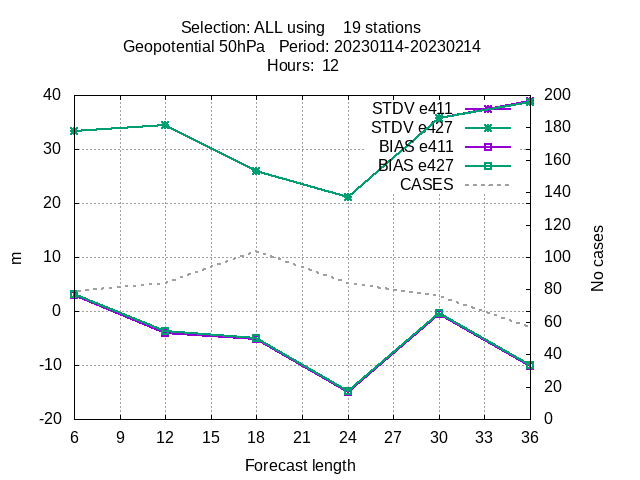 Selection: ALL using    19 stations
Geopotential 50hPa   Period: 20230114-20230214
Hours:  12
40
30
20
10
0
-10
-20
200
180
160
140
120
100
80
60
40
20
0
m
No cases
STDV e411
STDV e427
BIAS e411
BIAS e427
CASES
6 9 12 15 18 21 24 27 30 33 36
Forecast length